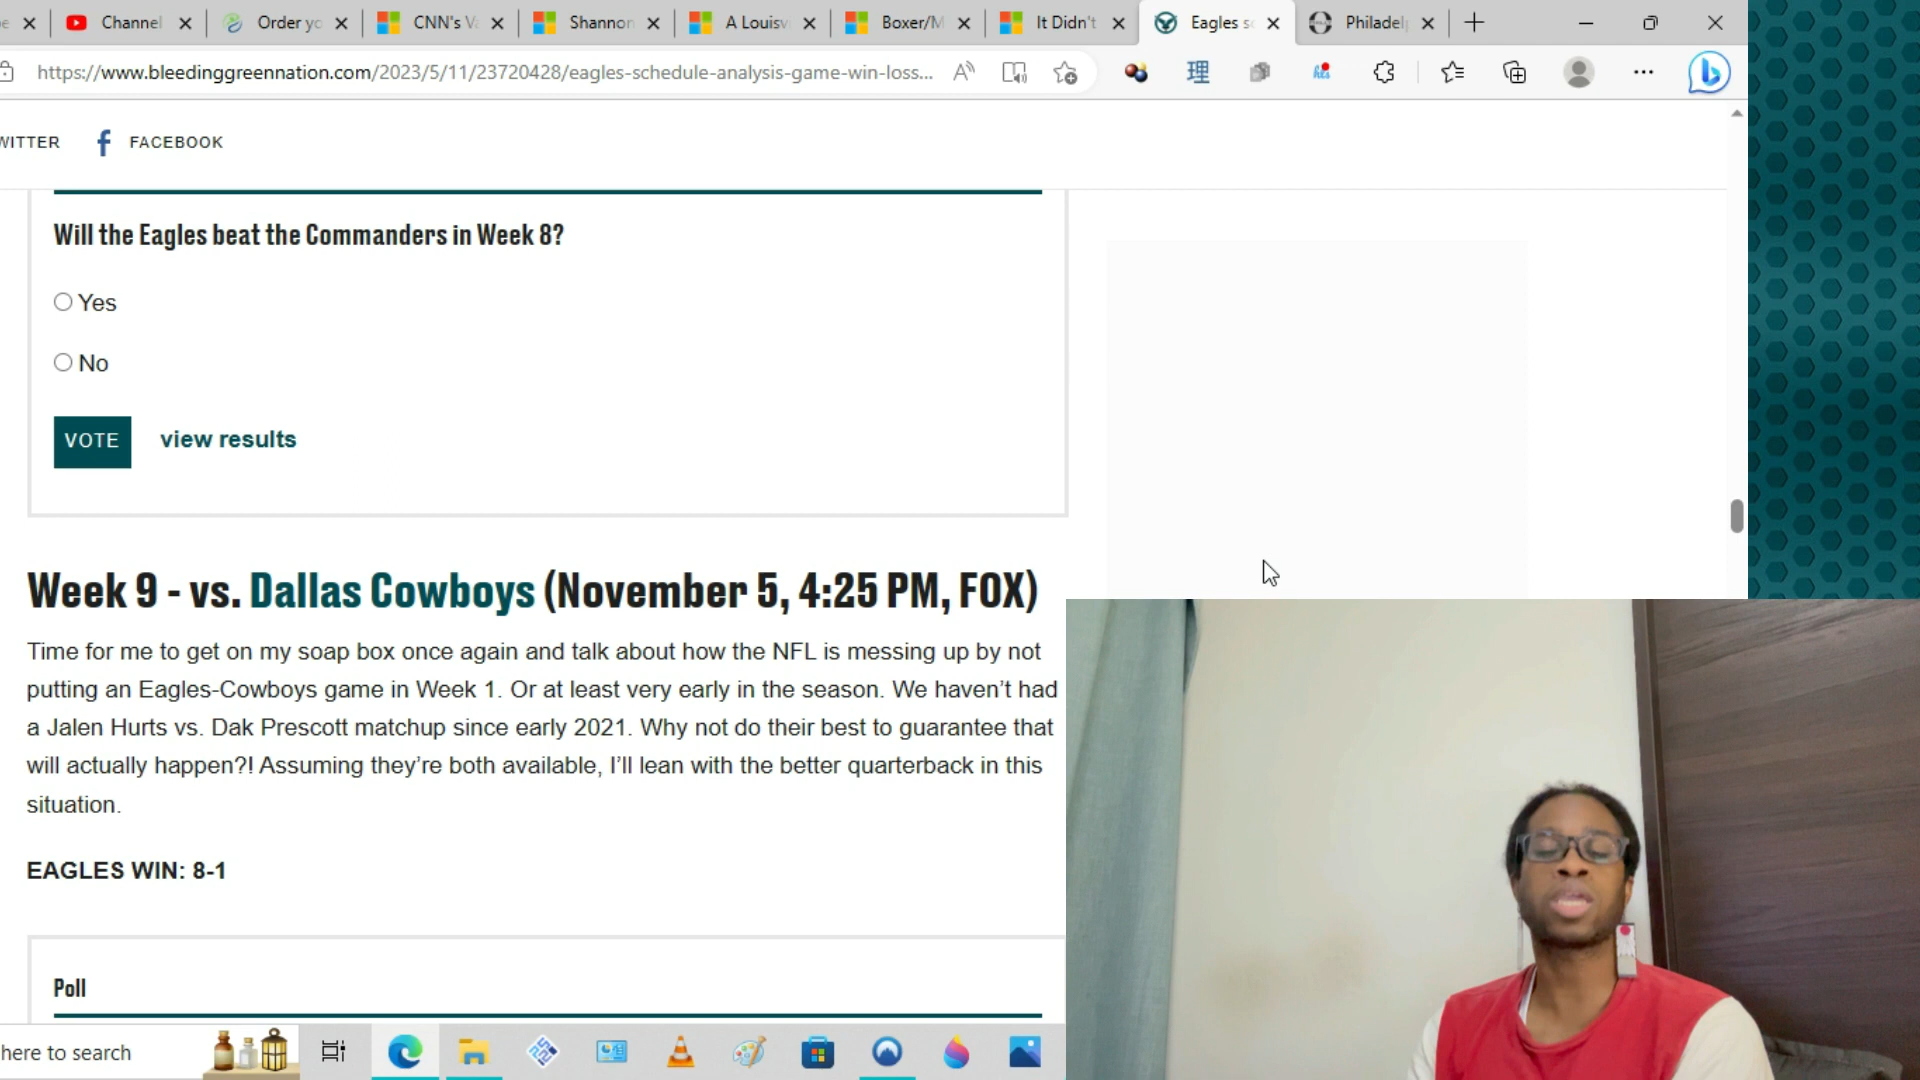 Channel
Order yo
CNN's Va
Shannon
A Louisv
Boxer/M
It Didn't
Eagles sc
Philadel
https://www.bleedinggreennation.com/2023/5/11/23720428/eagles-schedule-analysis-game-win-loss...
WITTER
FACEBOOK
Will the Eagles beat the Commanders in Week 8?
Yes
No
VOTE view results
Week 9 - vs. Dallas Cowboys (November 5, 4:25 PM, FOX)
Time for me to get on my soap box once again and talk about how the NFL is messing up by not
putting an Eagles-Cowboys game in Week 1. Or at least very early in the season. We haven’t had
a Jalen Hurts vs. Dak Prescott matchup since early 2021. Why not do their best to guarantee that
will actually happen?! Assuming they’re both available, I’ll lean with the better quarterback in this
situation.
EAGLES WIN: 8-1
Poll
here to search